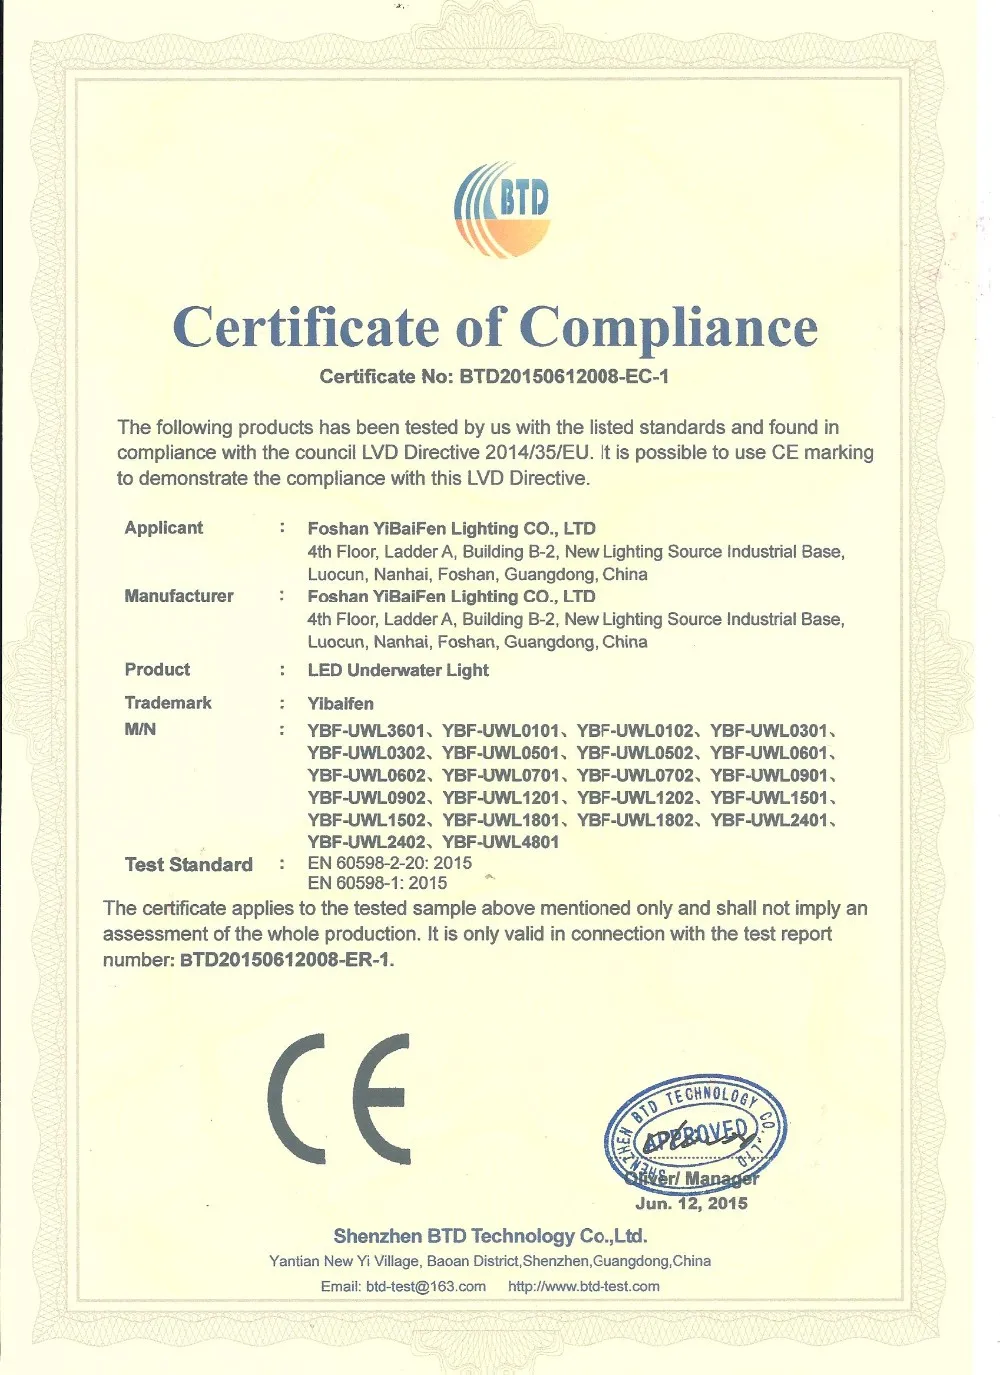 BTD
Certificate of Compliance
Certificate No: BTD20150612008-EC-1
The following products has been tested by us with the listed standards and found in
compliance with the council LVD Directive 2014/35/EU. It is possible to use CE marking
to demonstrate the compliance with this LVD Directive.
Applicant : Foshan YiBaiFen Lighting CO., LTD
4th Floor, Ladder A, Building B-2, New Lighting Source Industrial Base,
Luocun, Nanhai, Foshan, Guangdong, China
Manufacturer : Foshan YiBaiFen Lighting CO., LTD
4th Floor, Ladder A, Building B-2, New Lighting Source Industrial Base,
Luocun, Nanhai, Foshan, Guangdong, China
Product : LED Underwater Light
Trademark : Yibaifen
M/N : YBF-UWL3601、YBF-UWL0101、YBF-UWL0102、YBF-UWL0301、
YBF-UWL0302、YBF-UWL0501、YBF-UWL0502、YBF-UWL0601、
YBF-UWL0602、YBF-UWL0701、YBF-UWL0702、YBF-UWL0901、
YBF-UWL0902、YBF-UWL1201、YBF-UWL1202、YBF-UWL1501、
YBF-UWL1502、YBF-UWL1801、YBF-UWL1802、YBF-UWL2401、
YBF-UWL2402、YBF-UWL4801
Test Standard : EN 60598-2-20: 2015
EN 60598-1: 2015
The certificate applies to the tested sample above mentioned only and shall not imply an
assessment of the whole production. It is only valid in connection with the test report
number: BTD20150612008-ER-1.
CE
SHENZHEN BTD TECHNOLOGY CO.,LTD.
APPROVED
Oliver/ Manager
Jun. 12, 2015
Shenzhen BTD Technology Co.,Ltd.
Yantian New Yi Village, Baoan District,Shenzhen,Guangdong,China
Email: btd-test@163.com http://www.btd-test.com